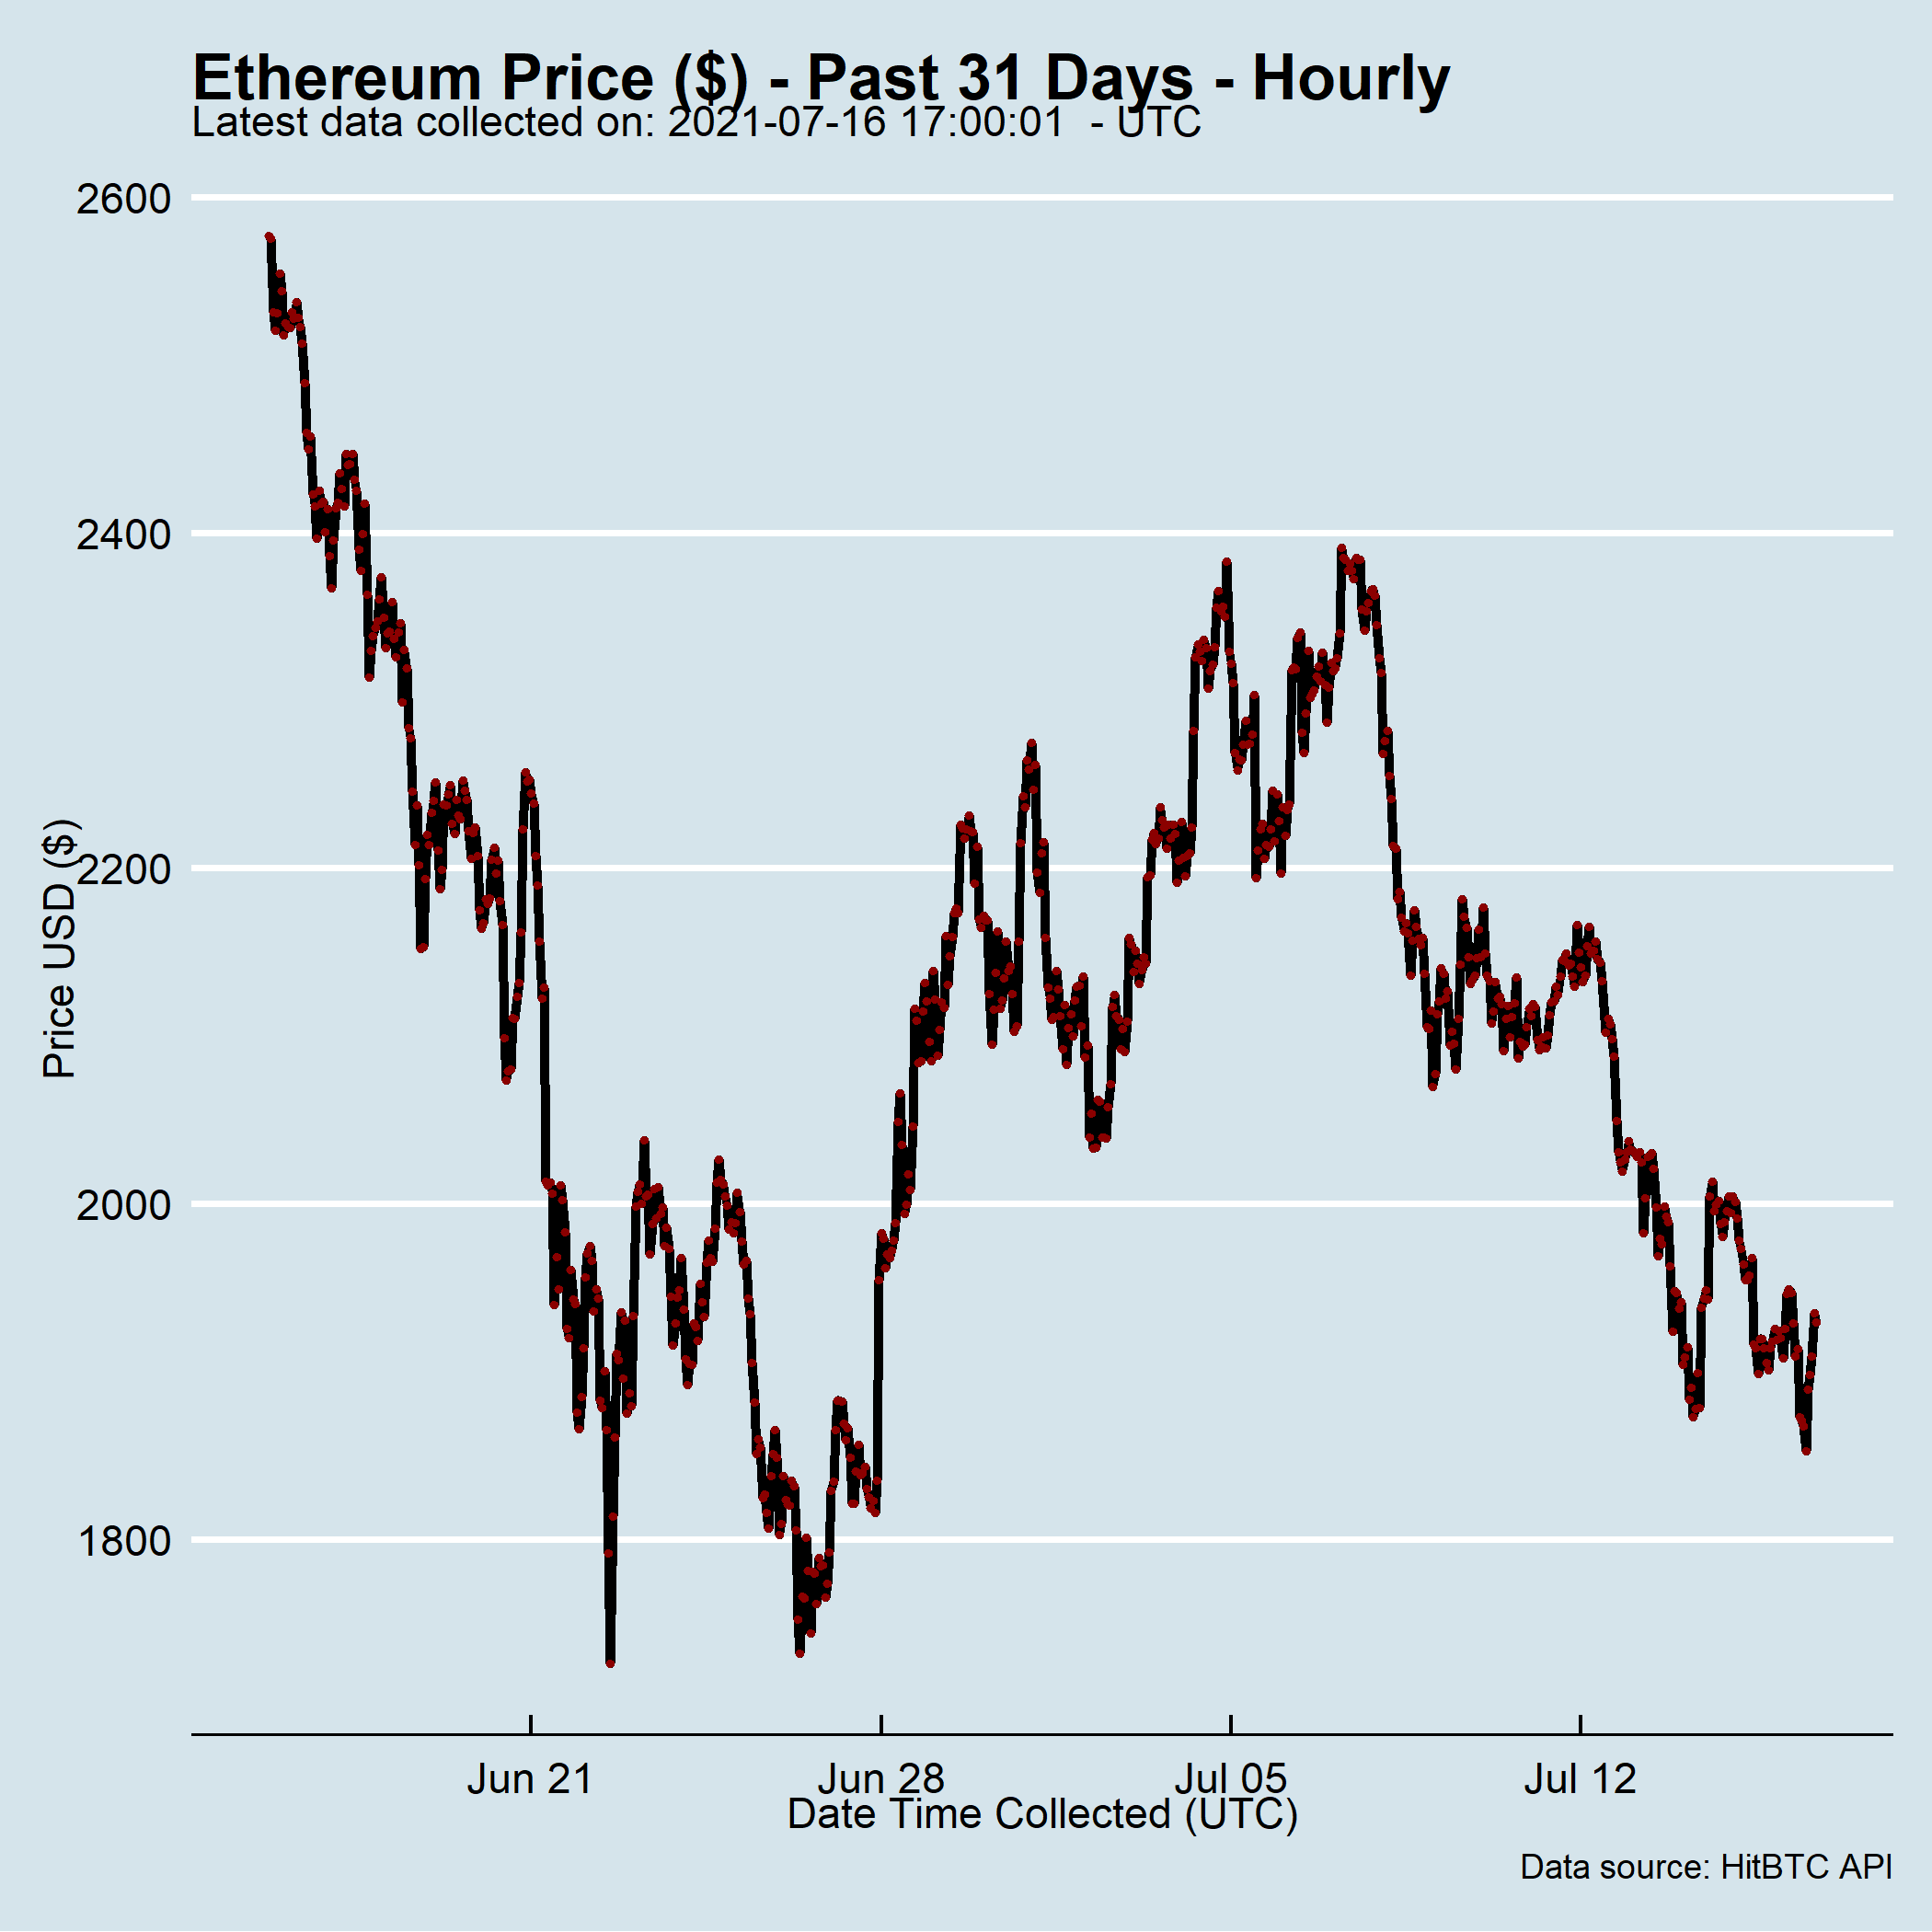 Ethereum Price ($) - Past 31 Days - Hourly
Latest data collected on: 2021-07-16 17:00:01  - UTC
2600
2400
2200
2000
1800
Price USD ($)
Jun 21
Jun 28
Jul 05
Jul 12
Date Time Collected (UTC)
Data source: HitBTC API